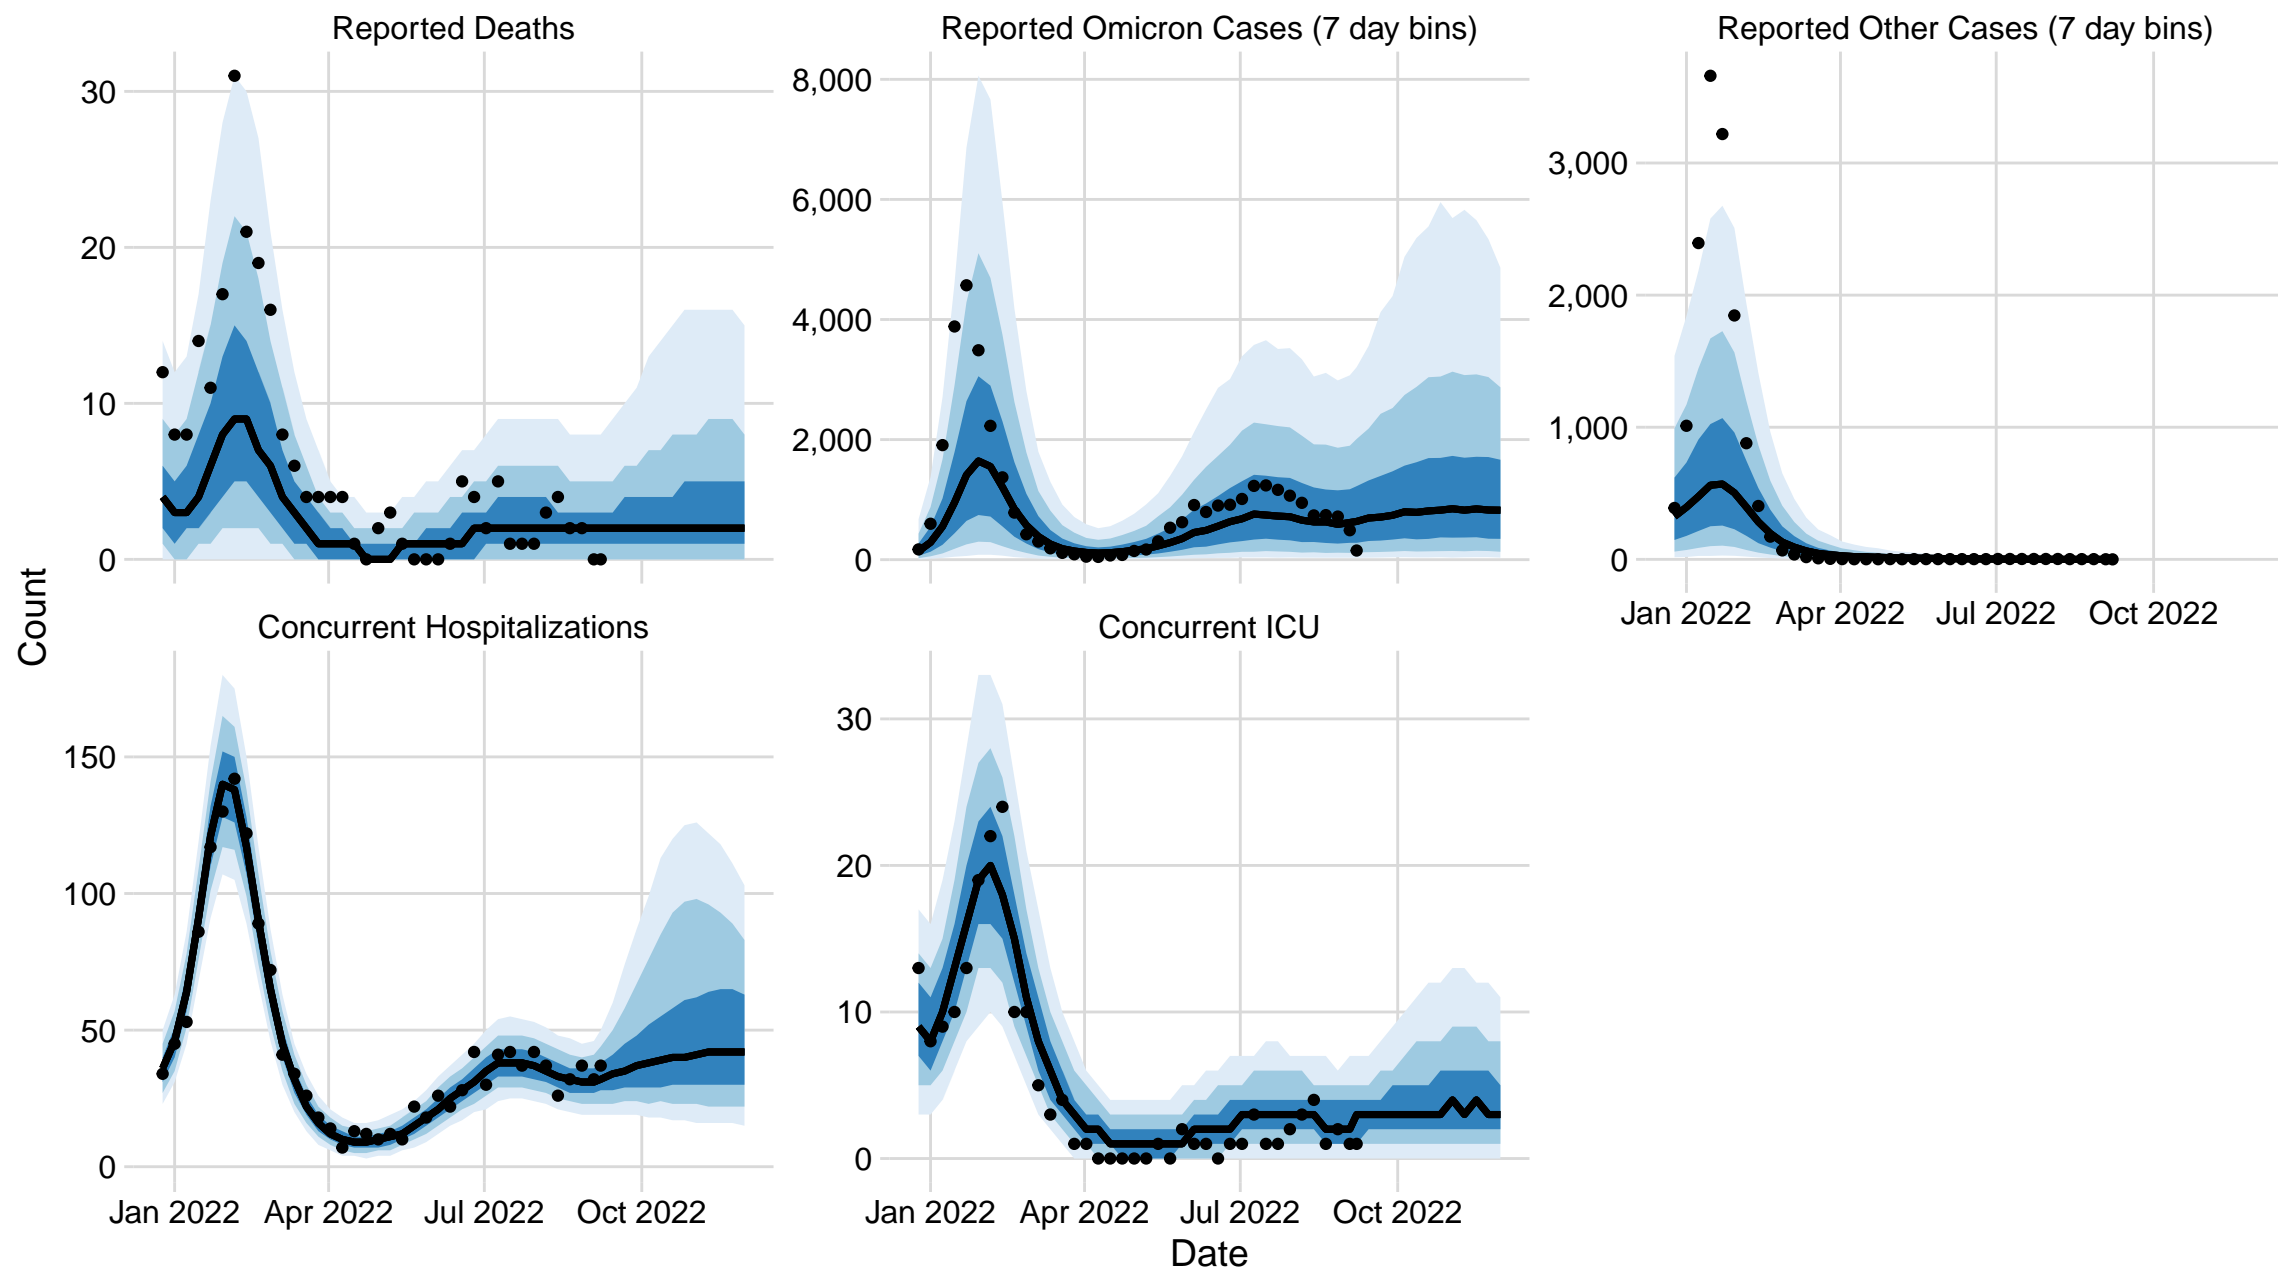 Reported Deaths
Reported Omicron Cases (7 day bins)
Reported Other Cases (7 day bins)
30
20
10
0
8,000
6,000
4,000
2,000
0
3,000
2,000
1,000
0
Jan 2022 Apr 2022 Jul 2022 Oct 2022
Count
Concurrent Hospitalizations
Concurrent ICU
150
100
50
0
30
20
10
0
Jan 2022 Apr 2022 Jul 2022 Oct 2022
Jan 2022 Apr 2022 Jul 2022 Oct 2022
Date